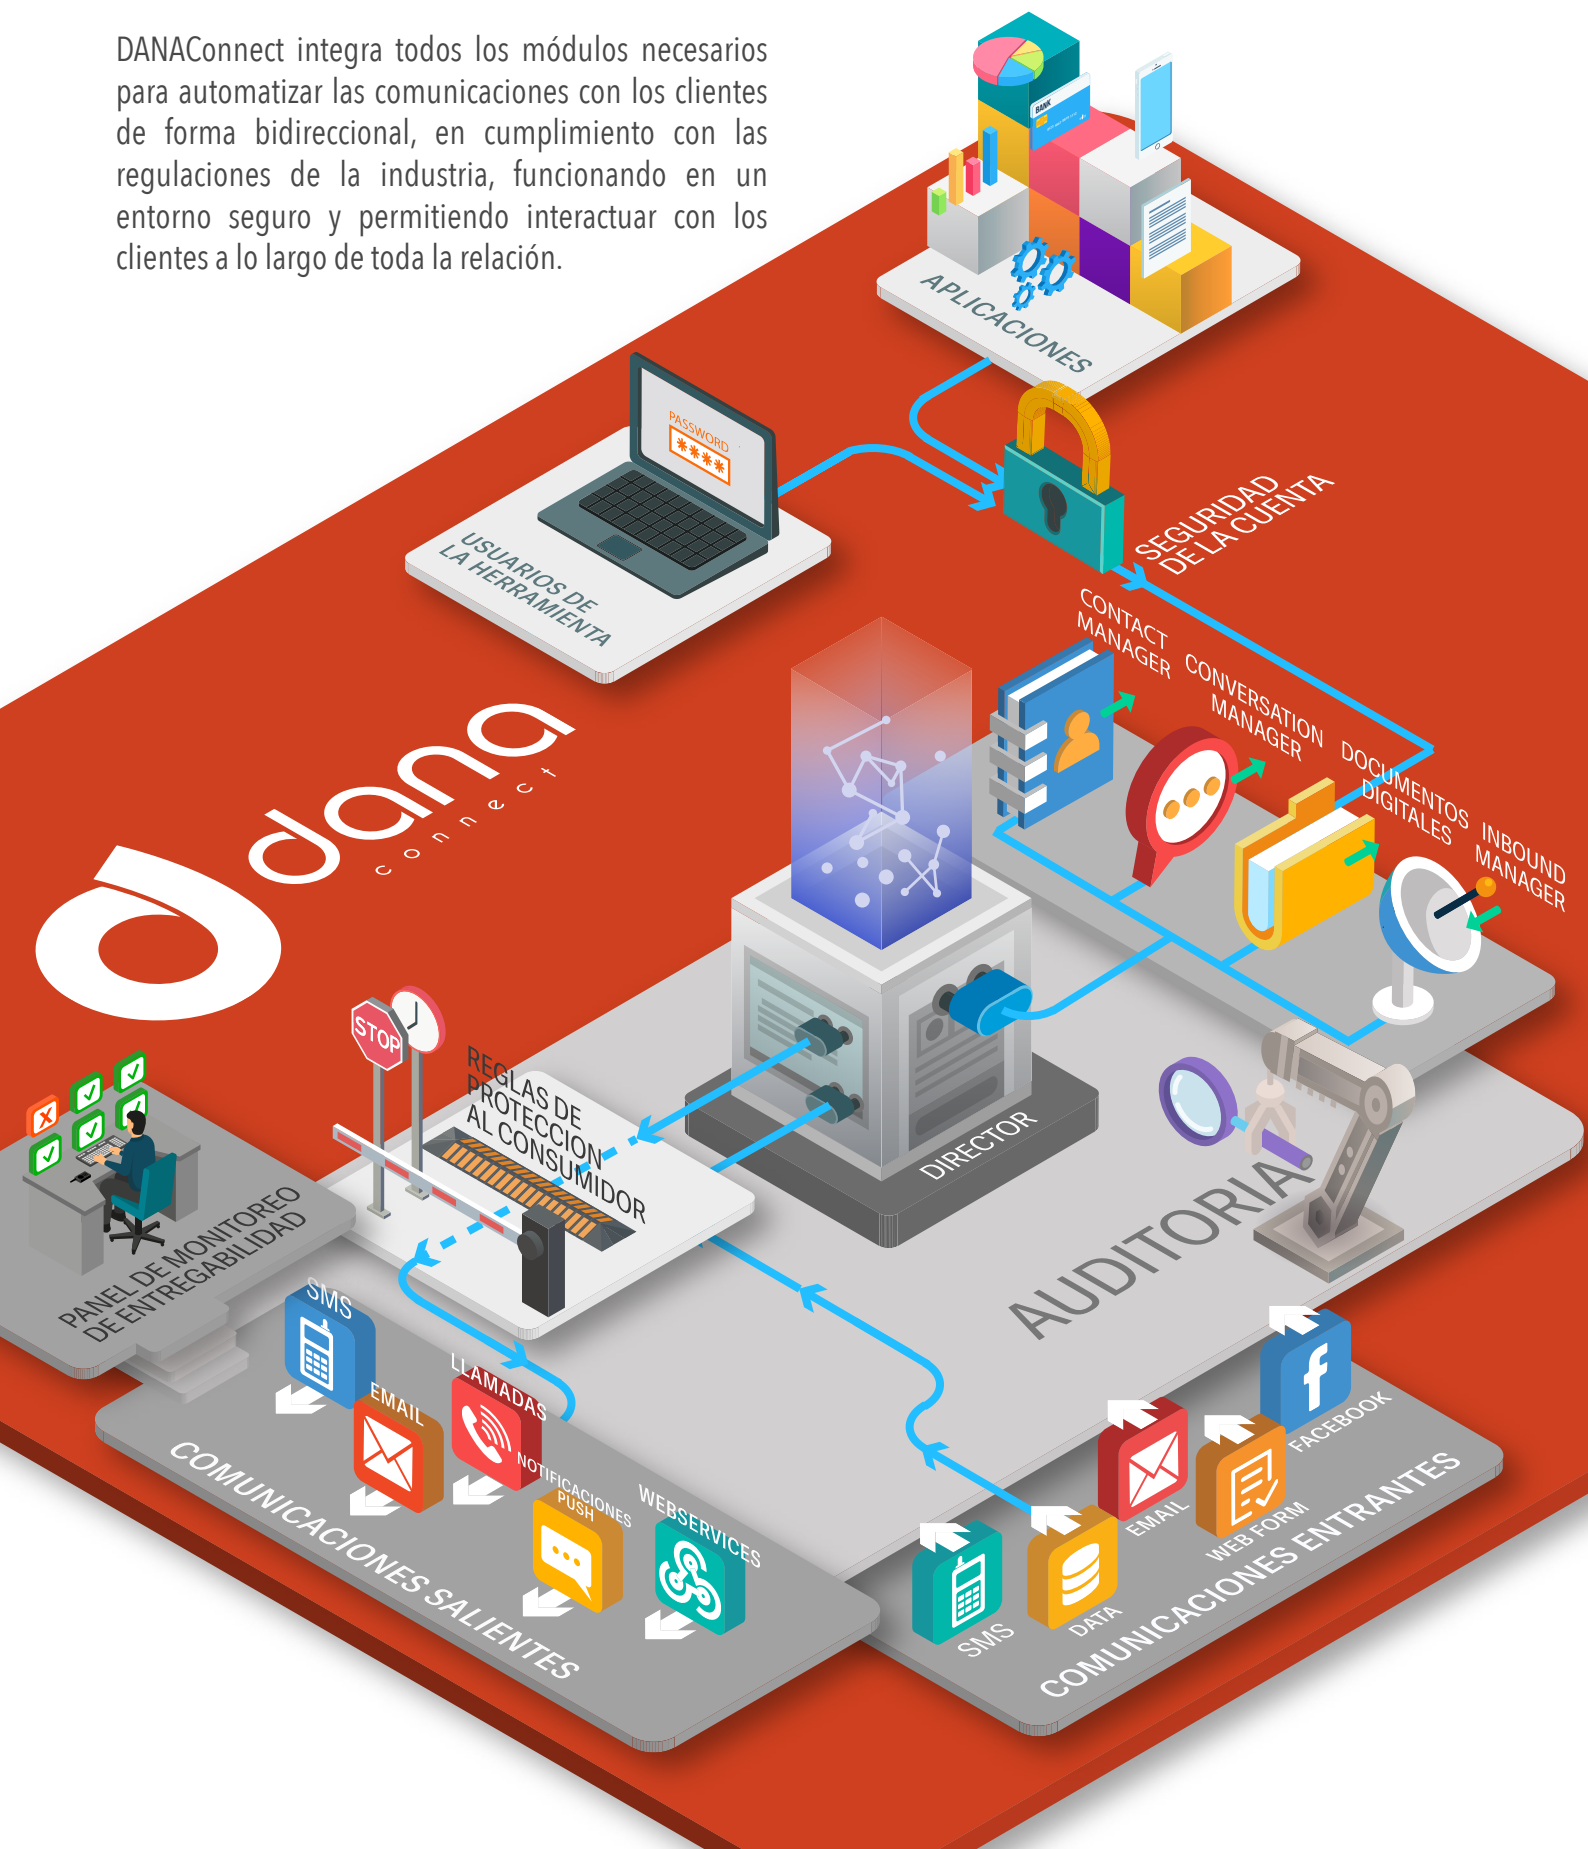 DANAConnect integra todos los módulos necesarios
para automatizar las comunicaciones con los clientes
de forma bidireccional, en cumplimiento con las
regulaciones de la industria, funcionando en un
entorno seguro y permitiendo interactuar con los
clientes a lo largo de toda la relación.
BANK
APLICACIONES
PASSWORD
****
USUARIOS DE
LA HERRAMIENTA
SEGURIDAD
DE LA CUENTA
CONTACT
MANAGER
CONVERSATION
MANAGER
DOCUMENTOS
DIGITALES
INBOUND
MANAGER
dana
connect
STOP
REGLAS DE
PROTECCION
AL CONSUMIDOR
DIRECTOR
AUDITORIA
PANEL DE MONITOREO
DE ENTREGABILIDAD
SMS
EMAIL
LLAMADAS
NOTIFICACIONES
PUSH
WEBSERVICES
COMUNICACIONES SALIENTES
FACEBOOK
WEB FORM
EMAIL
DATA
SMS
COMUNICACIONES ENTRANTES